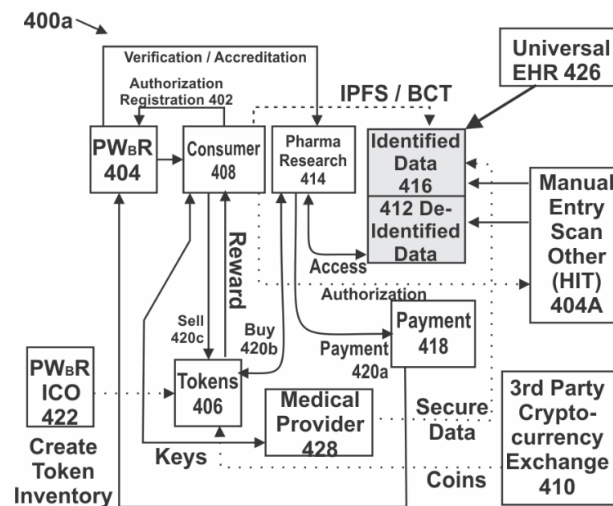 400a
Verification / Accreditation
Authorization
Registration 402
IPFS / BCT
Universal
EHR 426
PWBR
404
Consumer
408
Pharma
Research
414
Identified
Data
416
412 De-
Identified
Data
Manual
Entry
Scan
Other
(HIT)
404A
Reward
Access
Authorization
Sell
420c
Buy
420b
Payment
420a
Payment
418
PWBR
ICO
422
Tokens
406
Medical
Provider
428
Secure
Data
3rd Party
Crypto-
currency
Exchange
410
Create
Token
Inventory
Keys
Coins